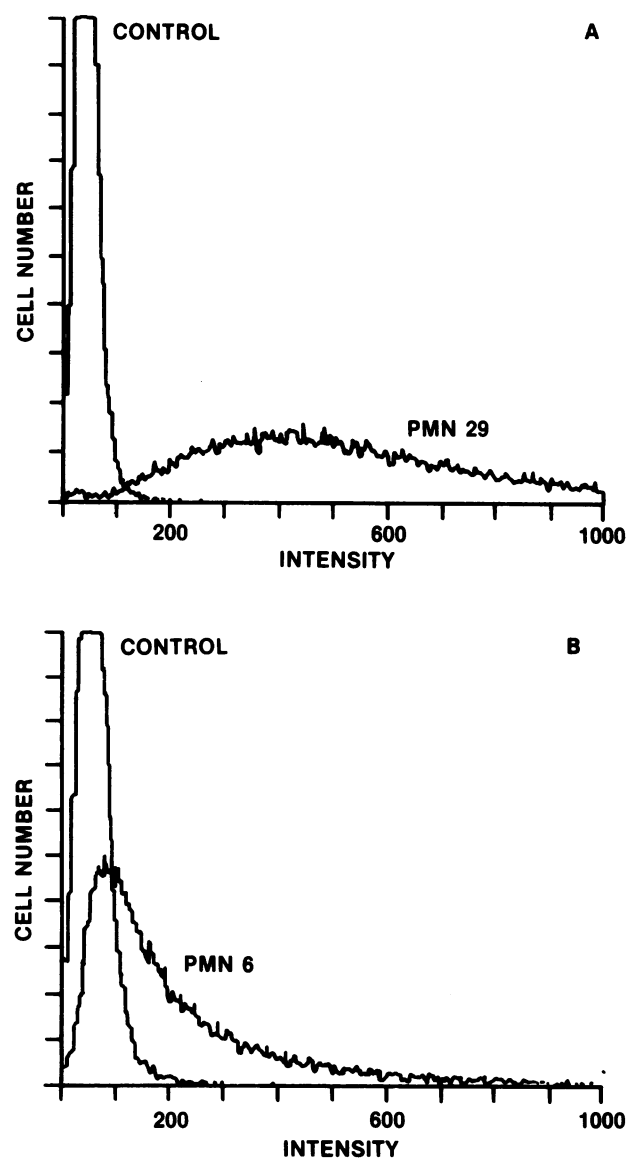 CONTROL
A
CELL NUMBER
PMN 29
200 600 1000
INTENSITY
CONTROL
B
CELL NUMBER
PMN 6
200 600 1000
INTENSITY